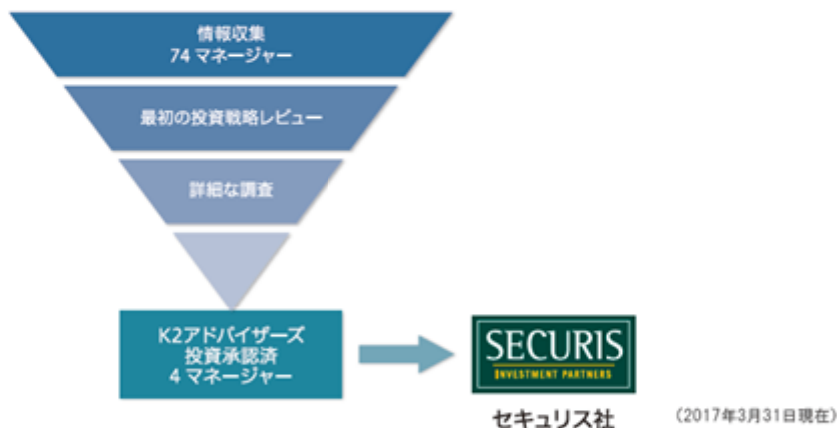 情報収集
74 マネージャー
最初の投資戦略レビュー
詳細な調査
K2アドバイザーズ
投資承認済
4 マネージャー
SECURIS
INVESTMENT PARTNERS
セキュリス社
（2017年3月31日現在）